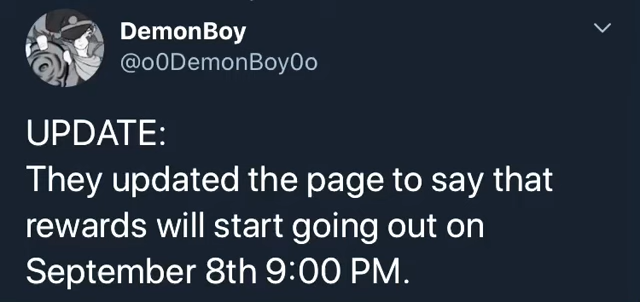 DemonBoy
@o0DemonBoy0o
UPDATE:
They updated the page to say that
rewards will start going out on
September 8th 9:00 PM.